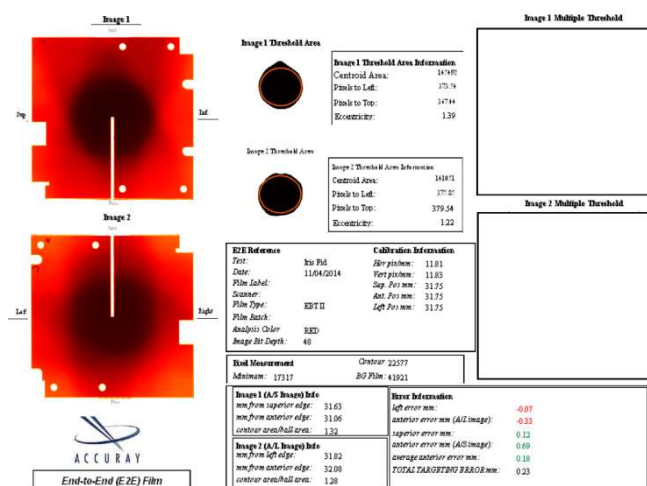 Image 1
Ant.
Sup
Inf.
Post
Image 2
Ant.
Left
Right
Post
ACCURAY
End-to-End (E2E) Film
Image 1 Threshold Area
Image 1 Threshold Area Information
Centroid Area:
Pixels to Left:
Pixels to Top:
Eccentricity: 1.39
Image 2 Threshold Area
Image 2 Threshold Area Information
Centroid Area: 141051
Pixels to Left: 375.85
Pixels to Top: 379.54
Eccentricity: 1.22
Image 1 Multiple Threshold
Image 2 Multiple Threshold
E2E Reference
Test: Iris Fid
Date: 11/04/2014
Film Label:
Scanner:
Film Type: EBT II
Film Batch:
Analysis Color RED
Image Bit Depth: 48
Calibration Information
Hor pix/mm: 11.81
Vert pix/mm: 11.83
Sup. Pos mm: 31.75
Ant. Pos mm: 31.75
Left Pos mm: 31.75
Pixel Measurement
Contour 22577
Minimum: 17317
BG Film: 41921
Image 1 (A/S Image) Info
mm from superior edge: 31.63
mm from anterior edge: 31.06
contour area/ball area: 1.32
Image 2 (A/L Image) Info
mm from left edge: 31.82
mm from anterior edge: 32.08
contour area/ball area: 1.28
Error Information
left error mm: -0.07
anterior error mm (A/L image): -0.33
superior error mm: 0.12
anterior error mm (A/S image): 0.69
average anterior error mm: 0.18
TOTAL TARGETING ERROR mm: 0.23